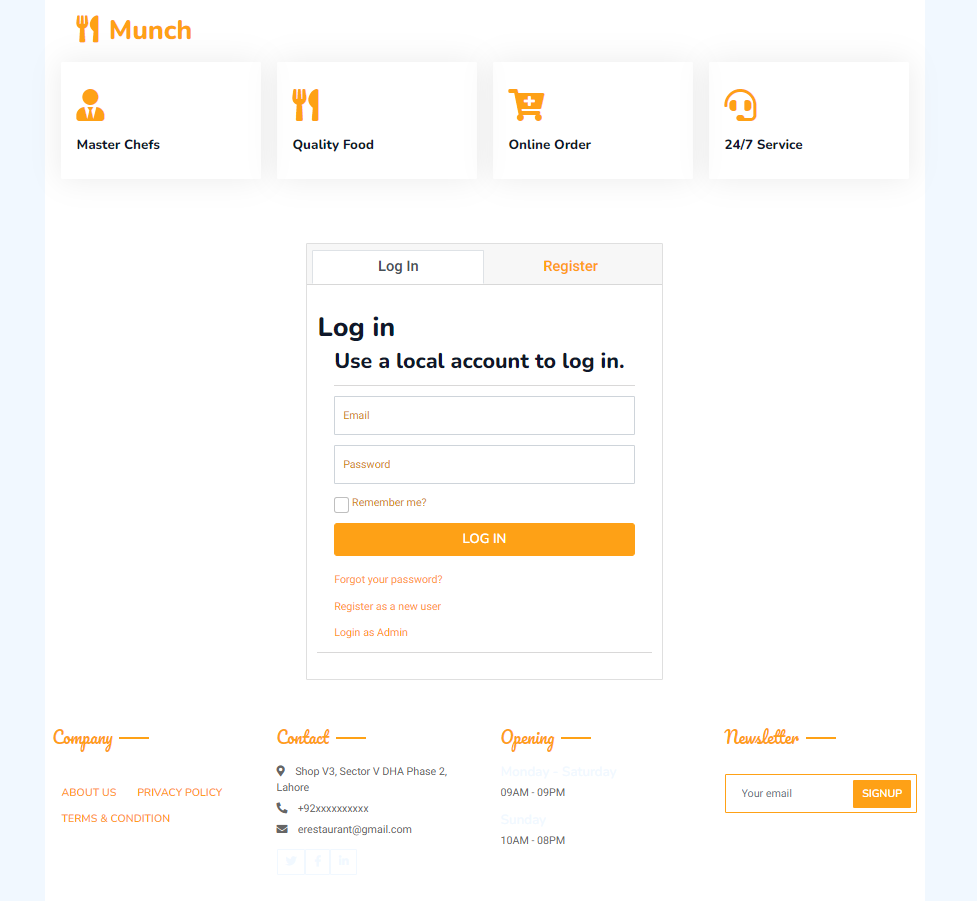 Munch
Master Chefs
Quality Food
Online Order
24/7 Service
Log In
Register
Log in
Use a local account to log in.
Email
Password
Remember me?
LOG IN
Forgot your password?
Register as a new user
Login as Admin
Company
ABOUT US
PRIVACY POLICY
TERMS & CONDITION
Contact
Shop V3, Sector V DHA Phase 2,
Lahore
+92xxxxxxxxxx
erestaurant@gmail.com
Opening
Monday - Saturday
09AM - 09PM
Sunday
10AM - 08PM
Newsletter
Your email
SIGNUP